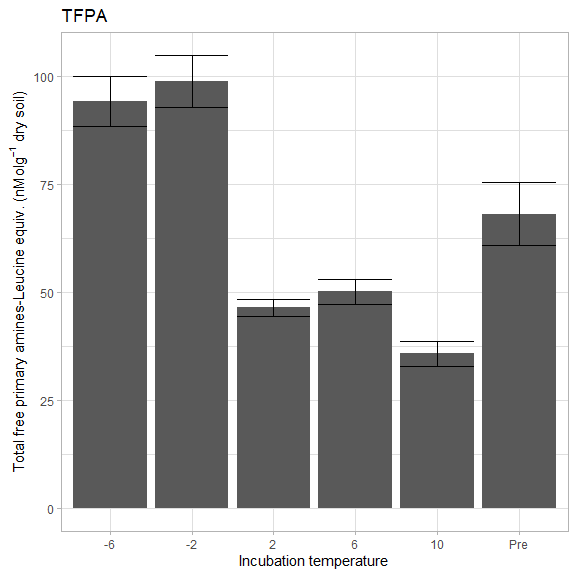 TFPA
Total free primary amines-Leucine equiv. (nMolg⁻¹ dry soil)
100
75
50
25
0
-6 -2 2 6 10 Pre
Incubation temperature